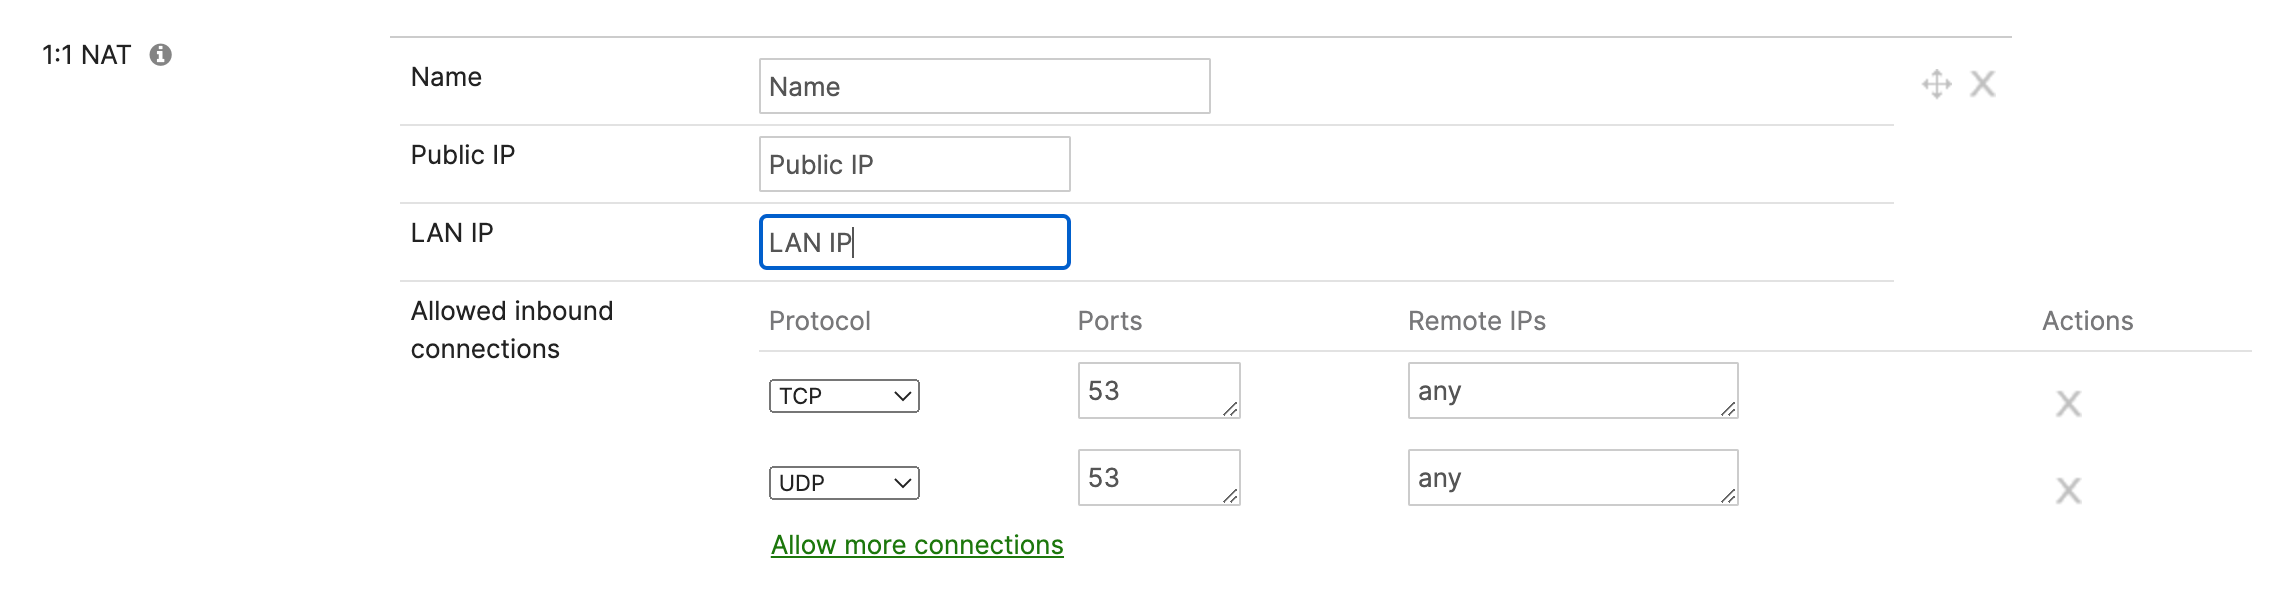 1:1 NAT
Name
Name
Public IP
Public IP
LAN IP
LAN IP
Allowed inbound
connections
Protocol Ports Remote IPs Actions
TCP 53 any
UDP 53 any
Allow more connections